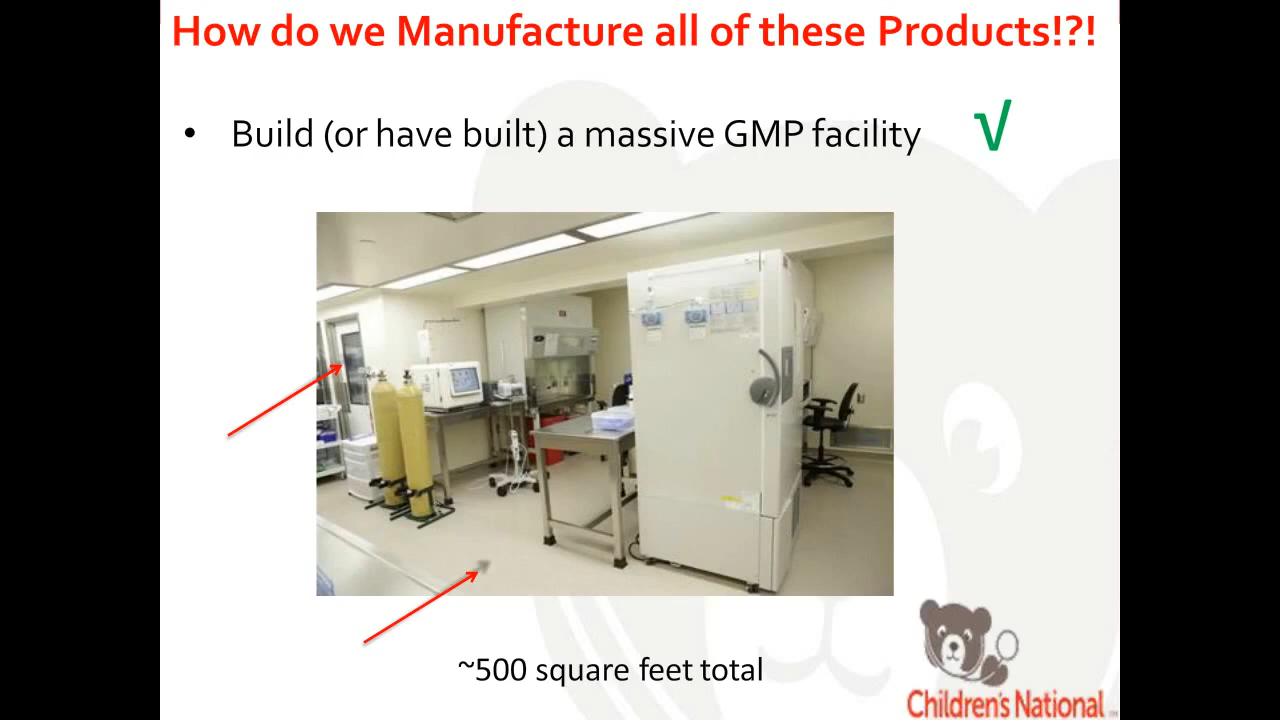 How do we Manufacture all of these Products!?!
• Build (or have built) a massive GMP facility √
~500 square feet total
Children's National